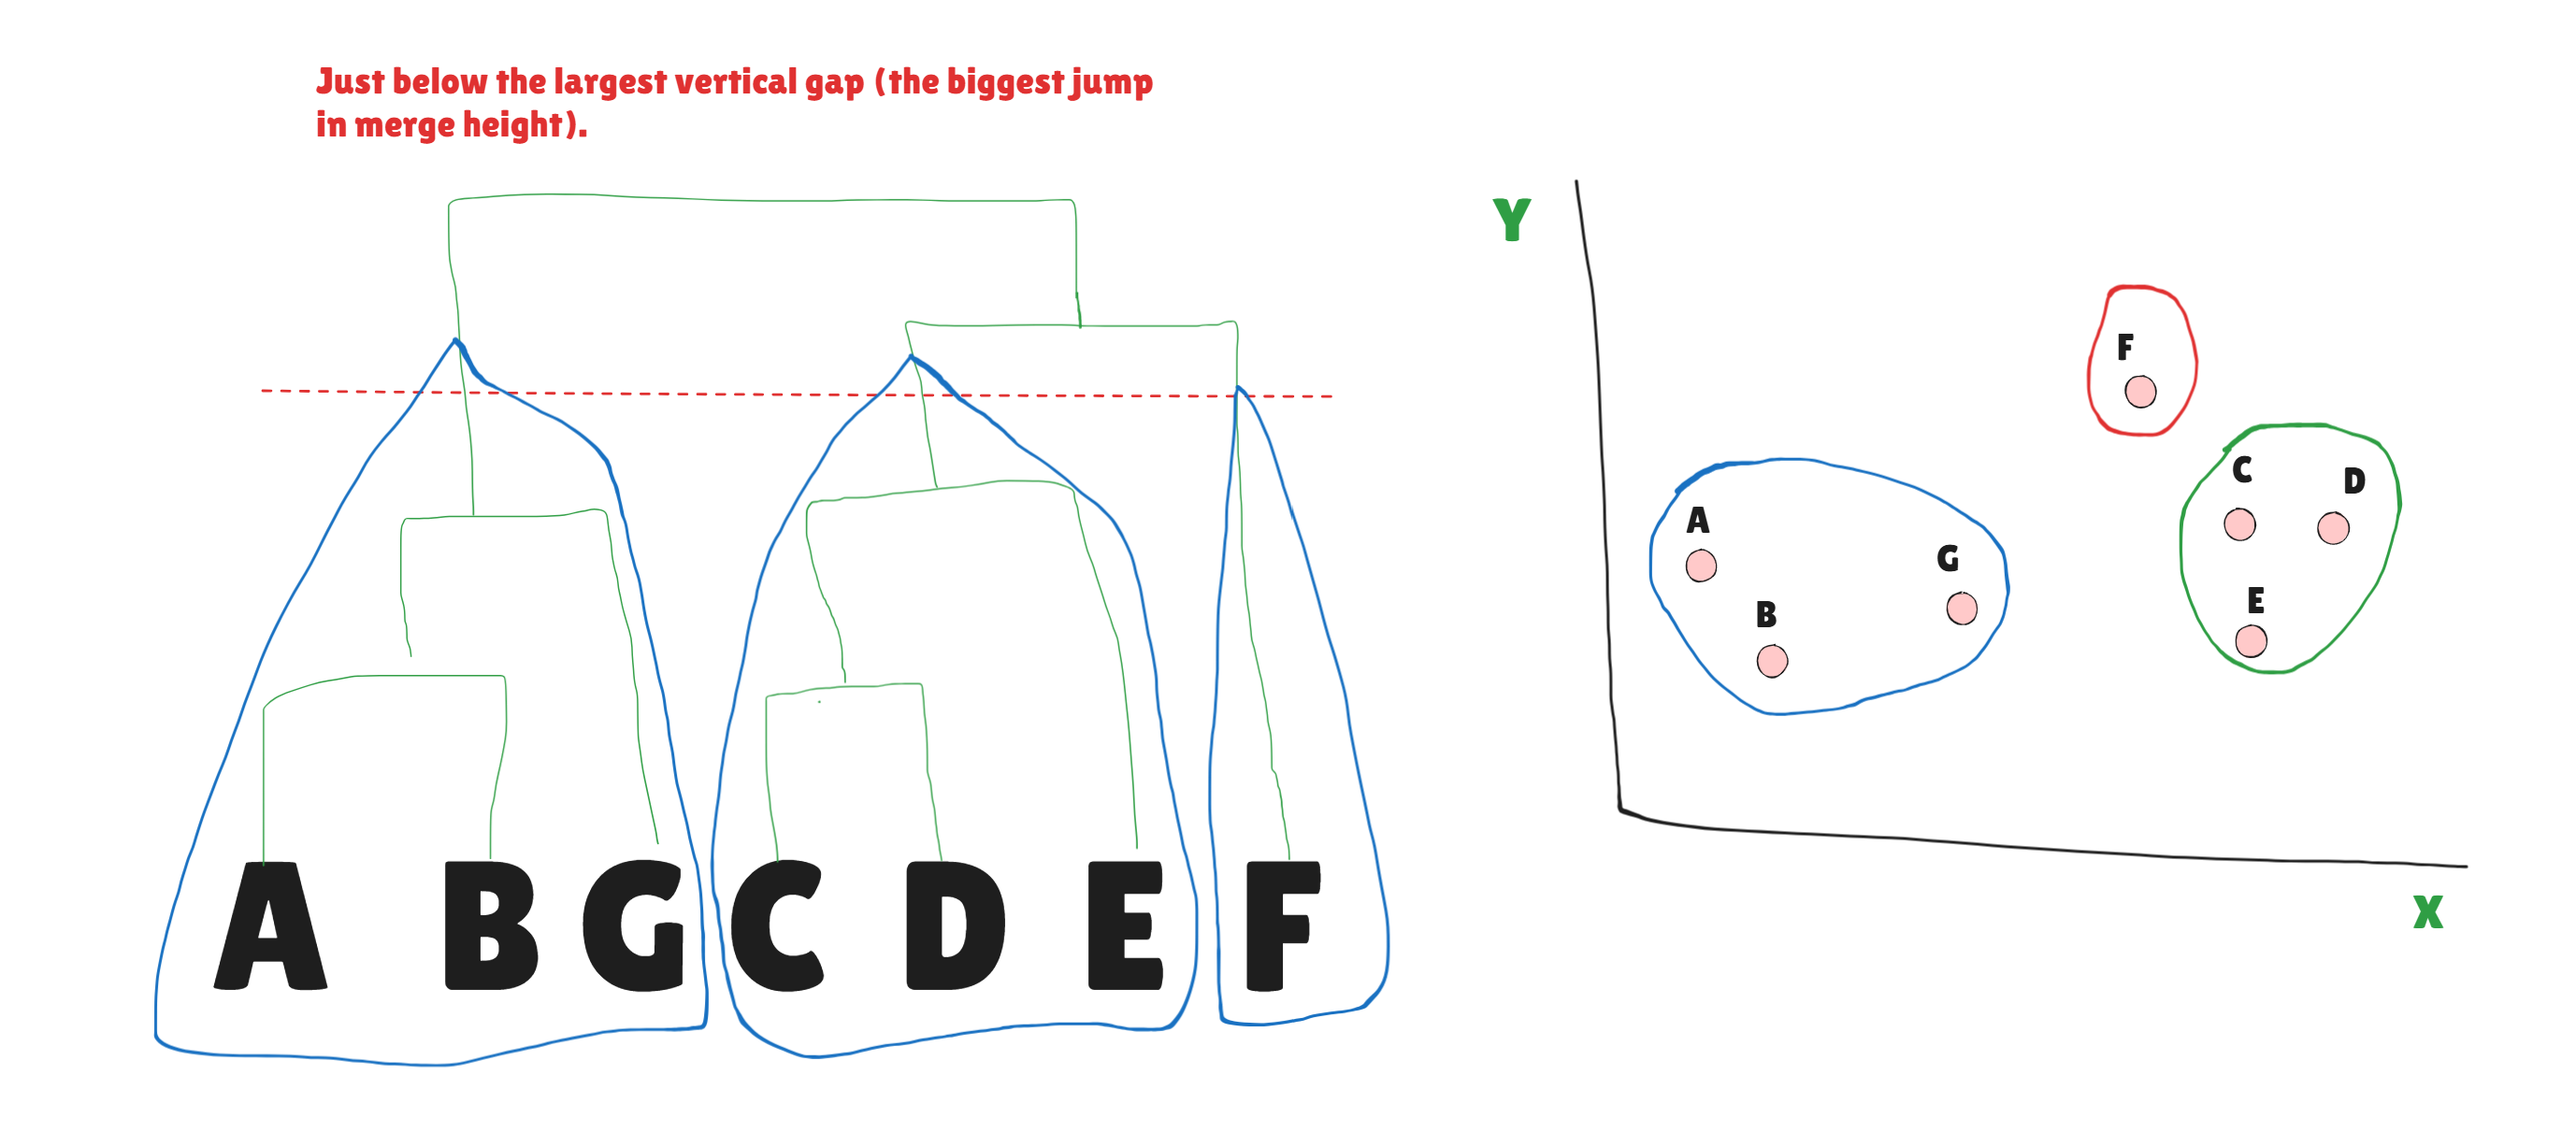 Just below the largest vertical gap (the biggest jump
in merge height).
A B G C D E F
Y
F
C
D
A
G
E
B
X